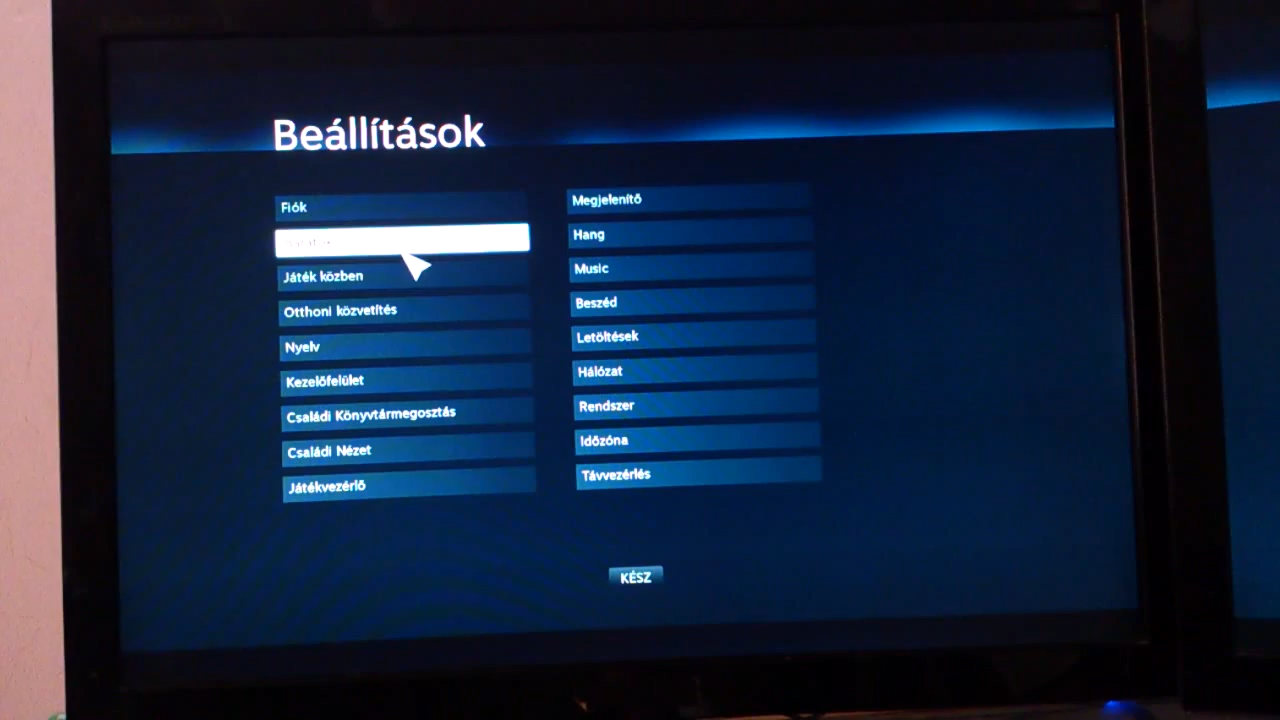 Beállítások
Fiók
Játék közben
Otthoni közvetítés
Nyelv
Kezelőfelület
Családi Könyvtármegosztás
Családi Nézet
Játékvezérlő
Megjelenítő
Hang
Music
Beszéd
Letöltések
Hálózat
Rendszer
Időzóna
Távvezérlés
KÉSZ